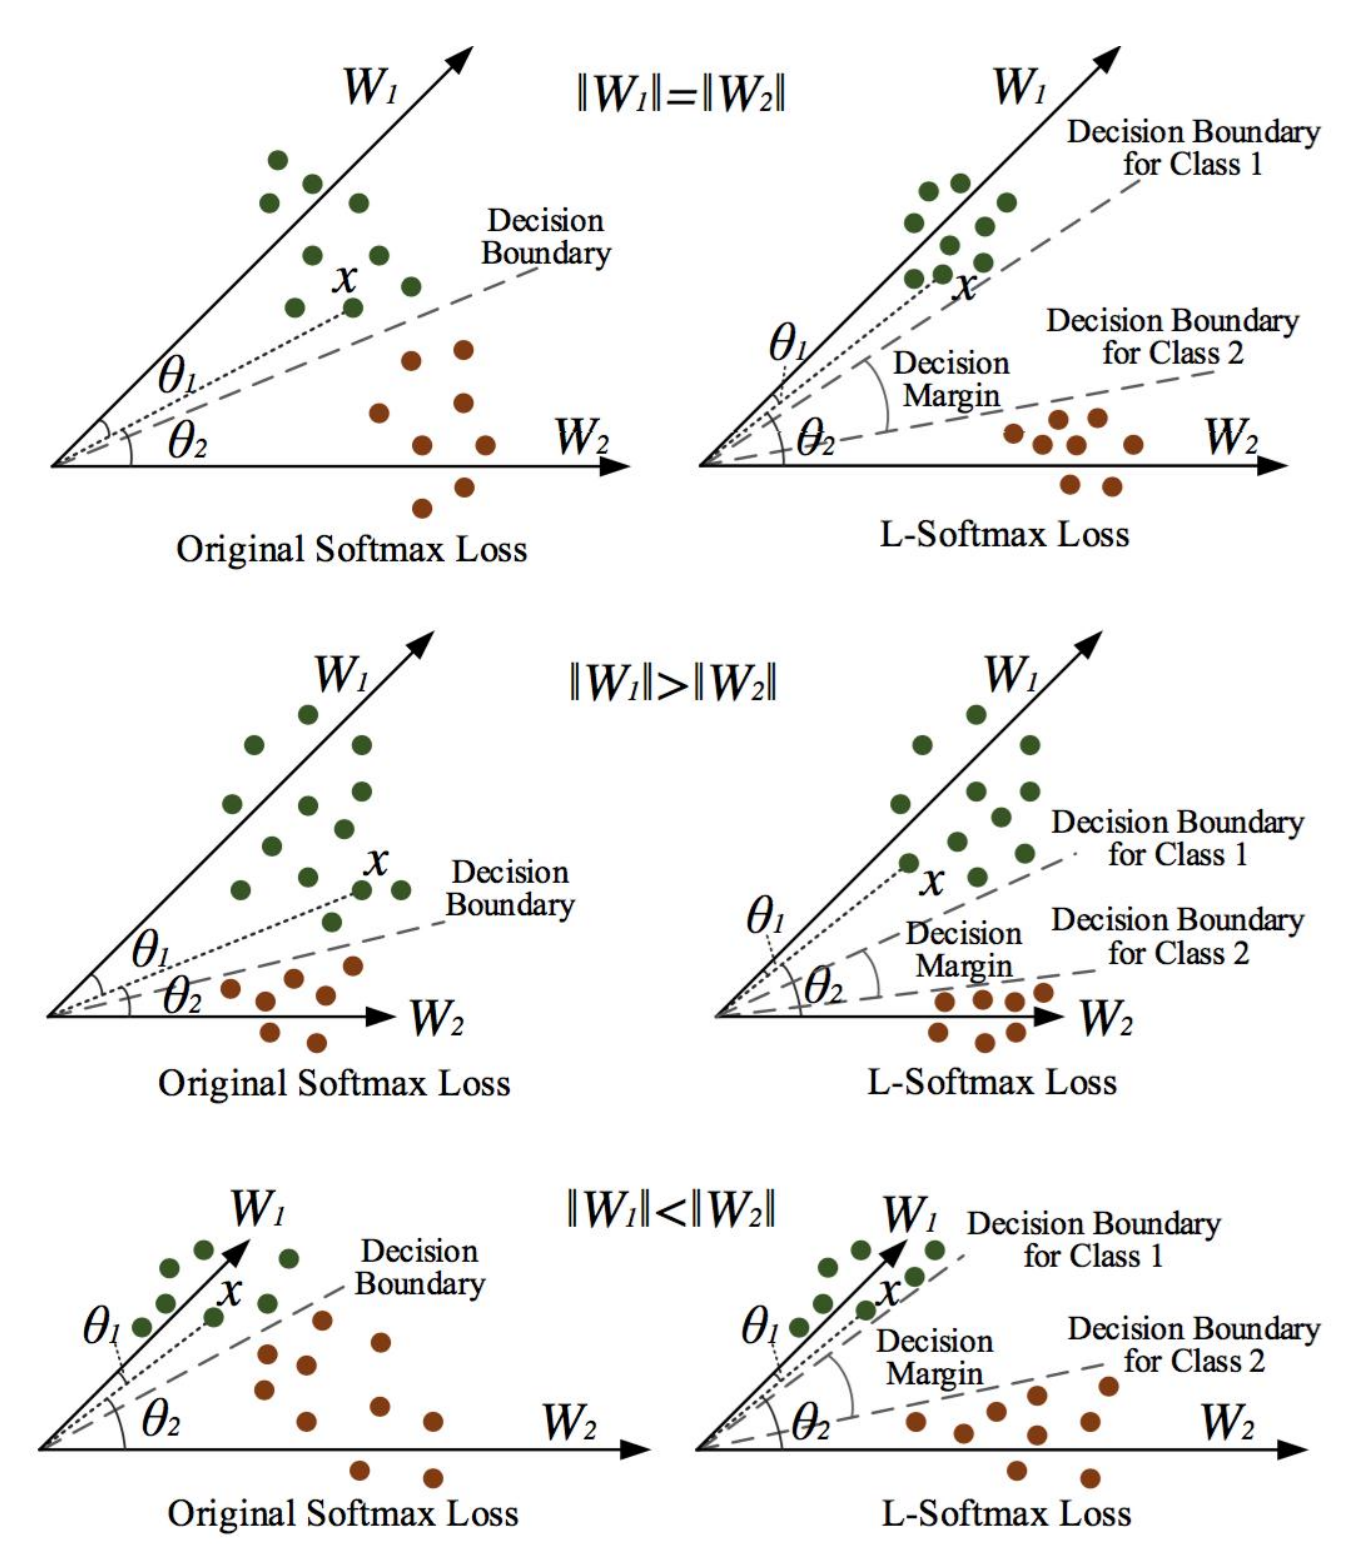 W₁
‖W₁‖=‖W₂‖
W₁
Decision Boundary
for Class 1
Decision
Boundary
x
x
θ₁
θ₁
Decision Boundary
for Class 2
Decision
Margin
θ₂
W₂
θ₂
W₂
Original Softmax Loss
L-Softmax Loss
W₁
‖W₁‖>‖W₂‖
W₁
x
Decision
Boundary
Decision Boundary
for Class 1
x
θ₁
θ₁
Decision
Margin
Decision Boundary
for Class 2
θ₂
W₂
θ₂
W₂
Original Softmax Loss
L-Softmax Loss
W₁
‖W₁‖<‖W₂‖
W₁
Decision Boundary
for Class 1
Decision
Boundary
x
x
θ₁
θ₁
Decision
Margin
Decision Boundary
for Class 2
θ₂
W₂
θ₂
W₂
Original Softmax Loss
L-Softmax Loss